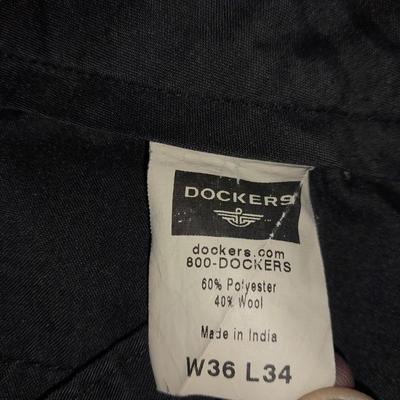 DOCKERS
dockers.com
800-DOCKERS
60% Polyester
40% Wool
Made in India
W36 L34